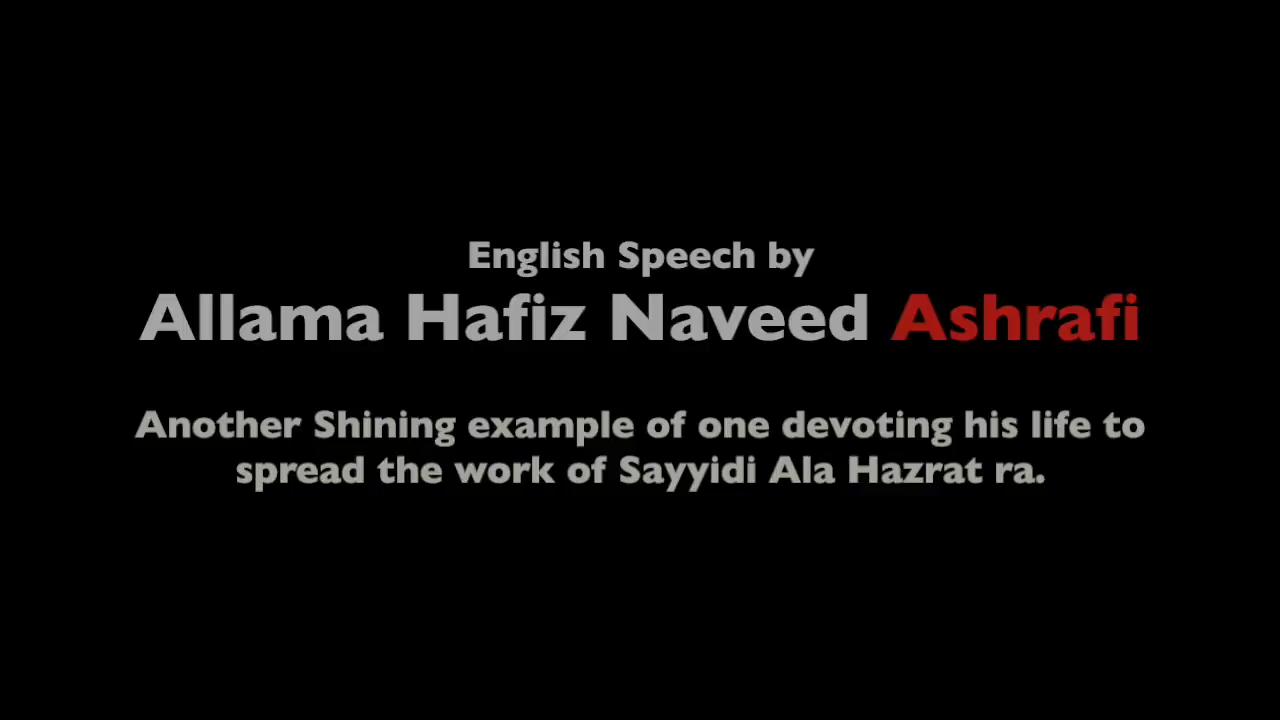 English Speech by
Allama Hafiz Naveed Ashrafi
Another Shining example of one devoting his life to
spread the work of Sayyidi Ala Hazrat ra.